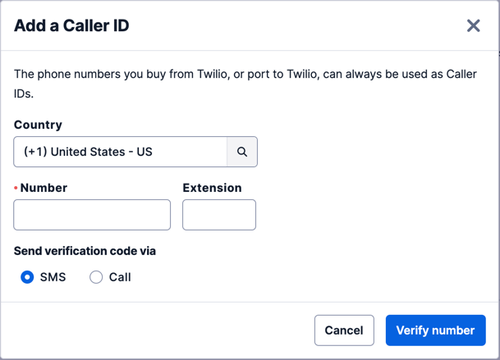 Add a Caller ID
The phone numbers you buy from Twilio, or port to Twilio, can always be used as Caller
IDs.
Country
(+1) United States - US
• Number Extension
Send verification code via
SMS Call
Cancel Verify number